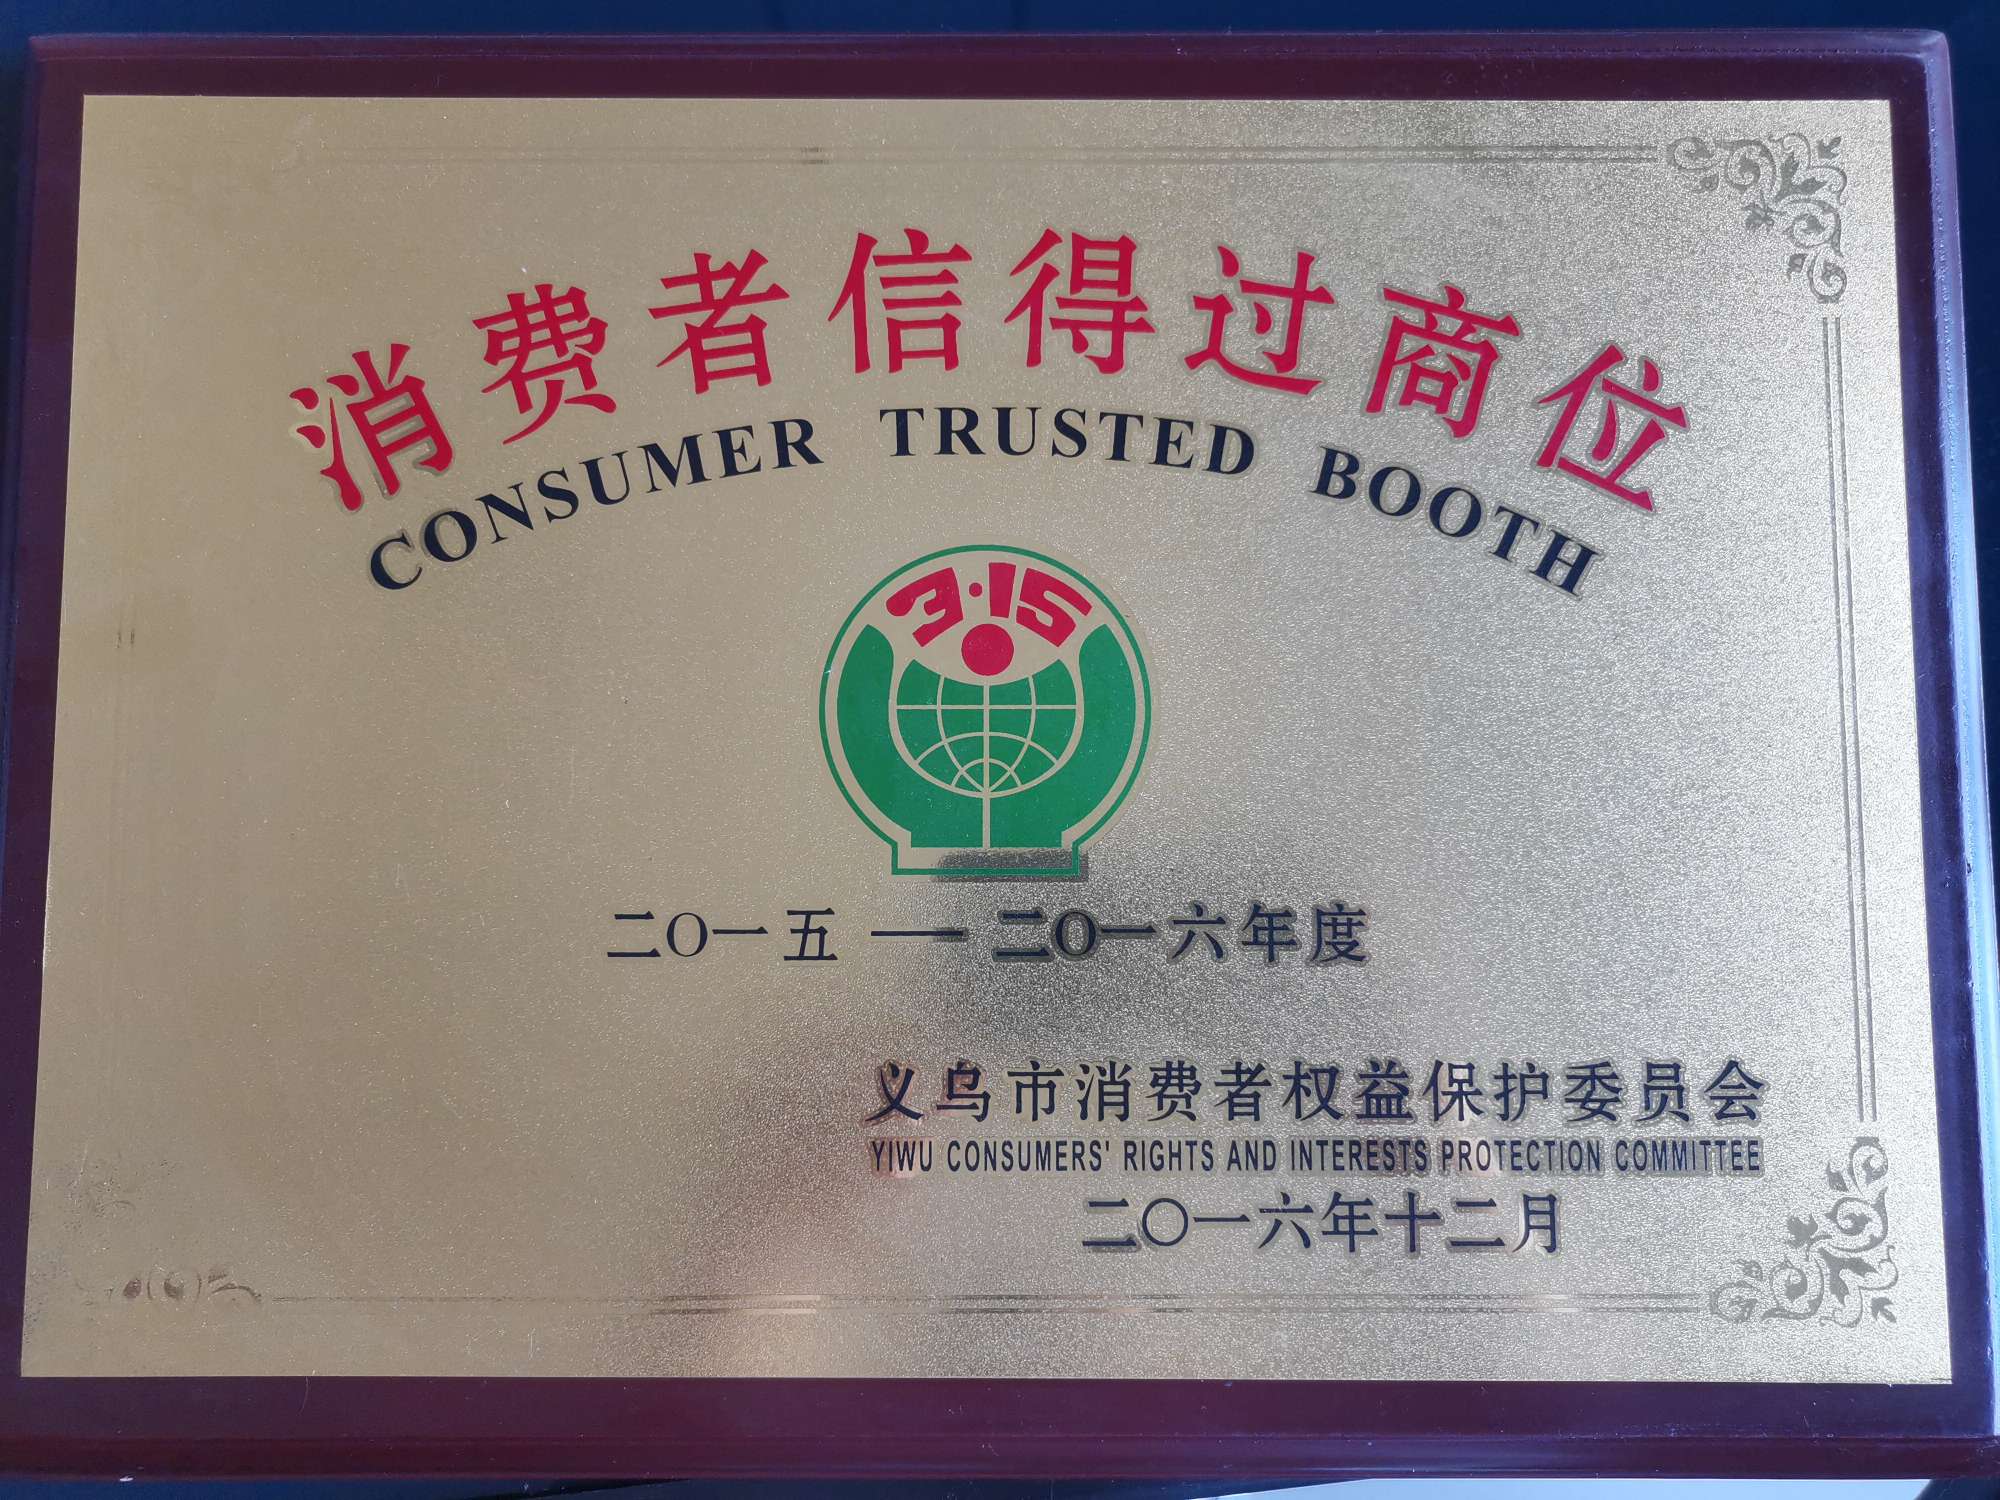 消费者信得过商位
CONSUMER TRUSTED BOOTH
3·15
二〇一五——二〇一六年度
义乌市消费者权益保护委员会
YIWU CONSUMERS' RIGHTS AND INTERESTS PROTECTION COMMITTEE
二〇一六年十二月